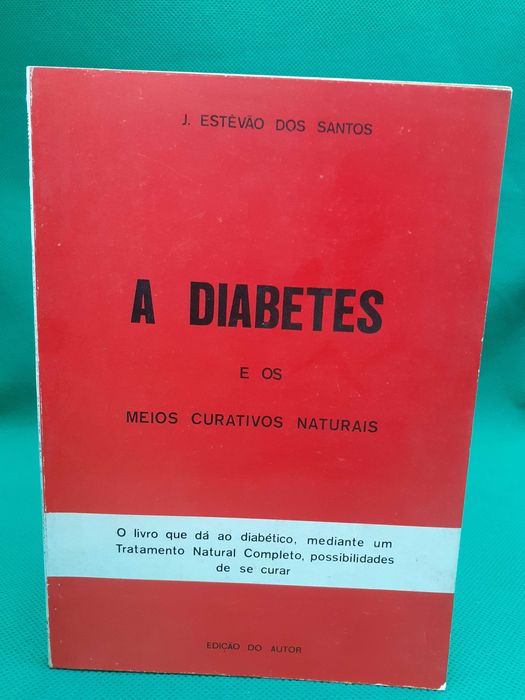 J. ESTÊVÃO DOS SANTOS
A DIABETES
E OS
MEIOS CURATIVOS NATURAIS
O livro que dá ao diabético, mediante um
Tratamento Natural Completo, possibilidades
de se curar
EDIÇÃO DO AUTOR